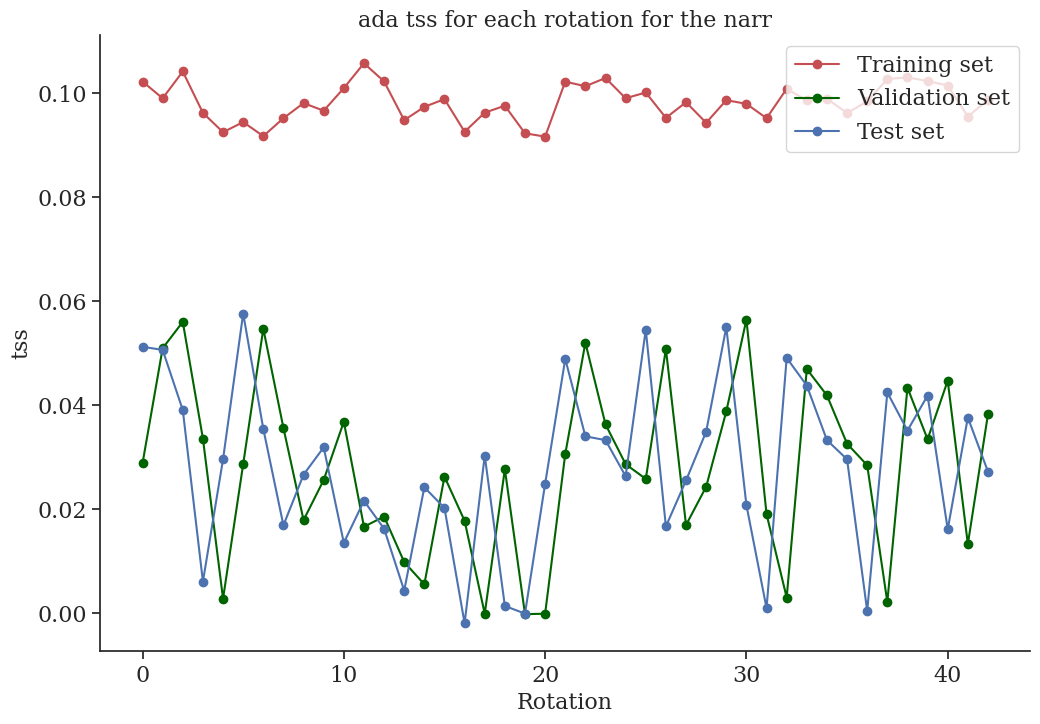 ada tss for each rotation for the narr
Training set
Validation set
Test set
0.10
0.08
0.06
0.04
0.02
0.00
tss
0
10
20
30
40
Rotation